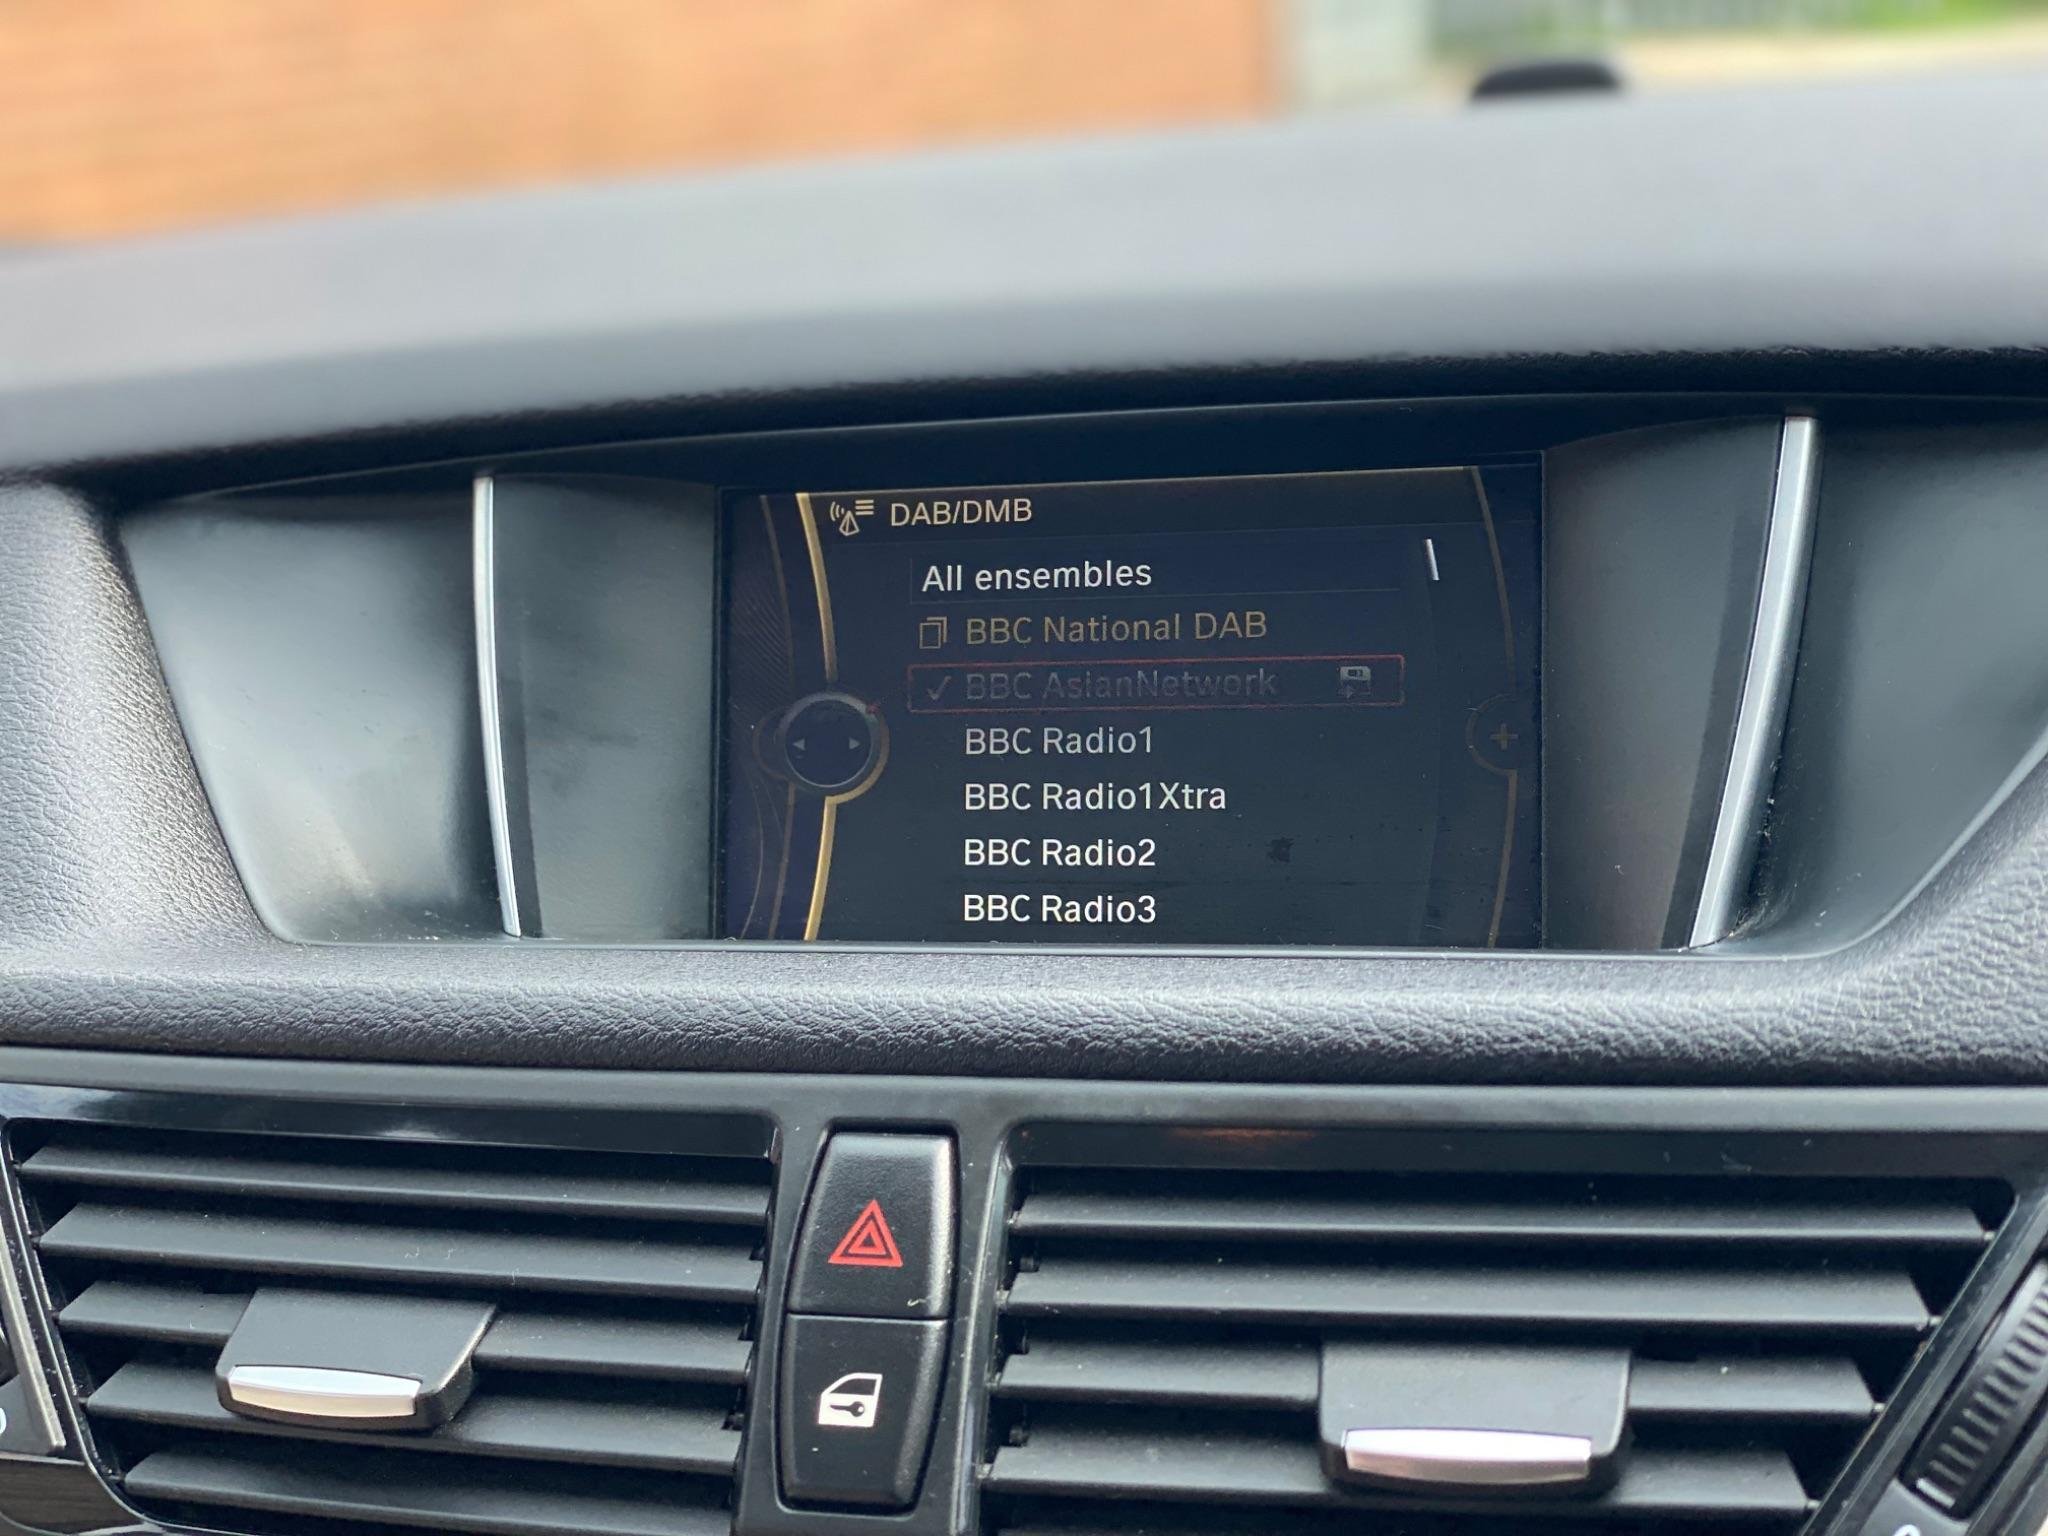 DAB/DMB
All ensembles
BBC National DAB
BBC AsianNetwork
BBC Radio1
BBC Radio1Xtra
BBC Radio2
BBC Radio3